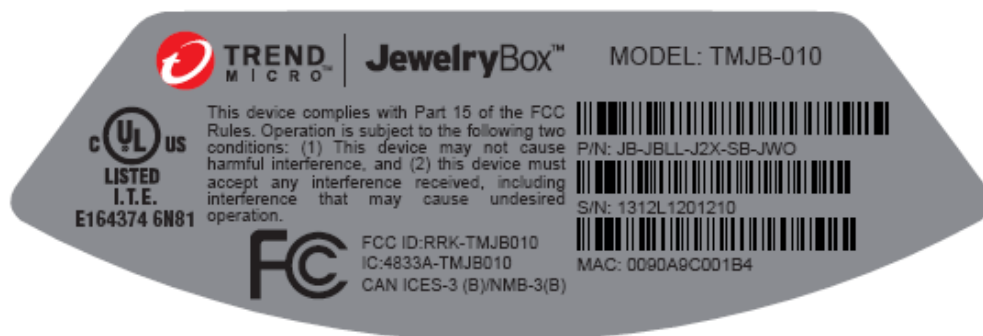 TREND MICRO™ JewelryBox™ MODEL: TMJB-010
This device complies with Part 15 of the FCC
Rules. Operation is subject to the following two
conditions: (1) This device may not cause
harmful interference, and (2) this device must
accept any interference received, including
interference that may cause undesired
operation.
C UL US
LISTED
I.T.E.
E164374 6N81
P/N: JB-JBLL-J2X-SB-JWO
S/N: 1312L1201210
MAC: 0090A9C001B4
FC
FCC ID:RRK-TMJB010
IC:4833A-TMJB010
CAN ICES-3 (B)/NMB-3(B)